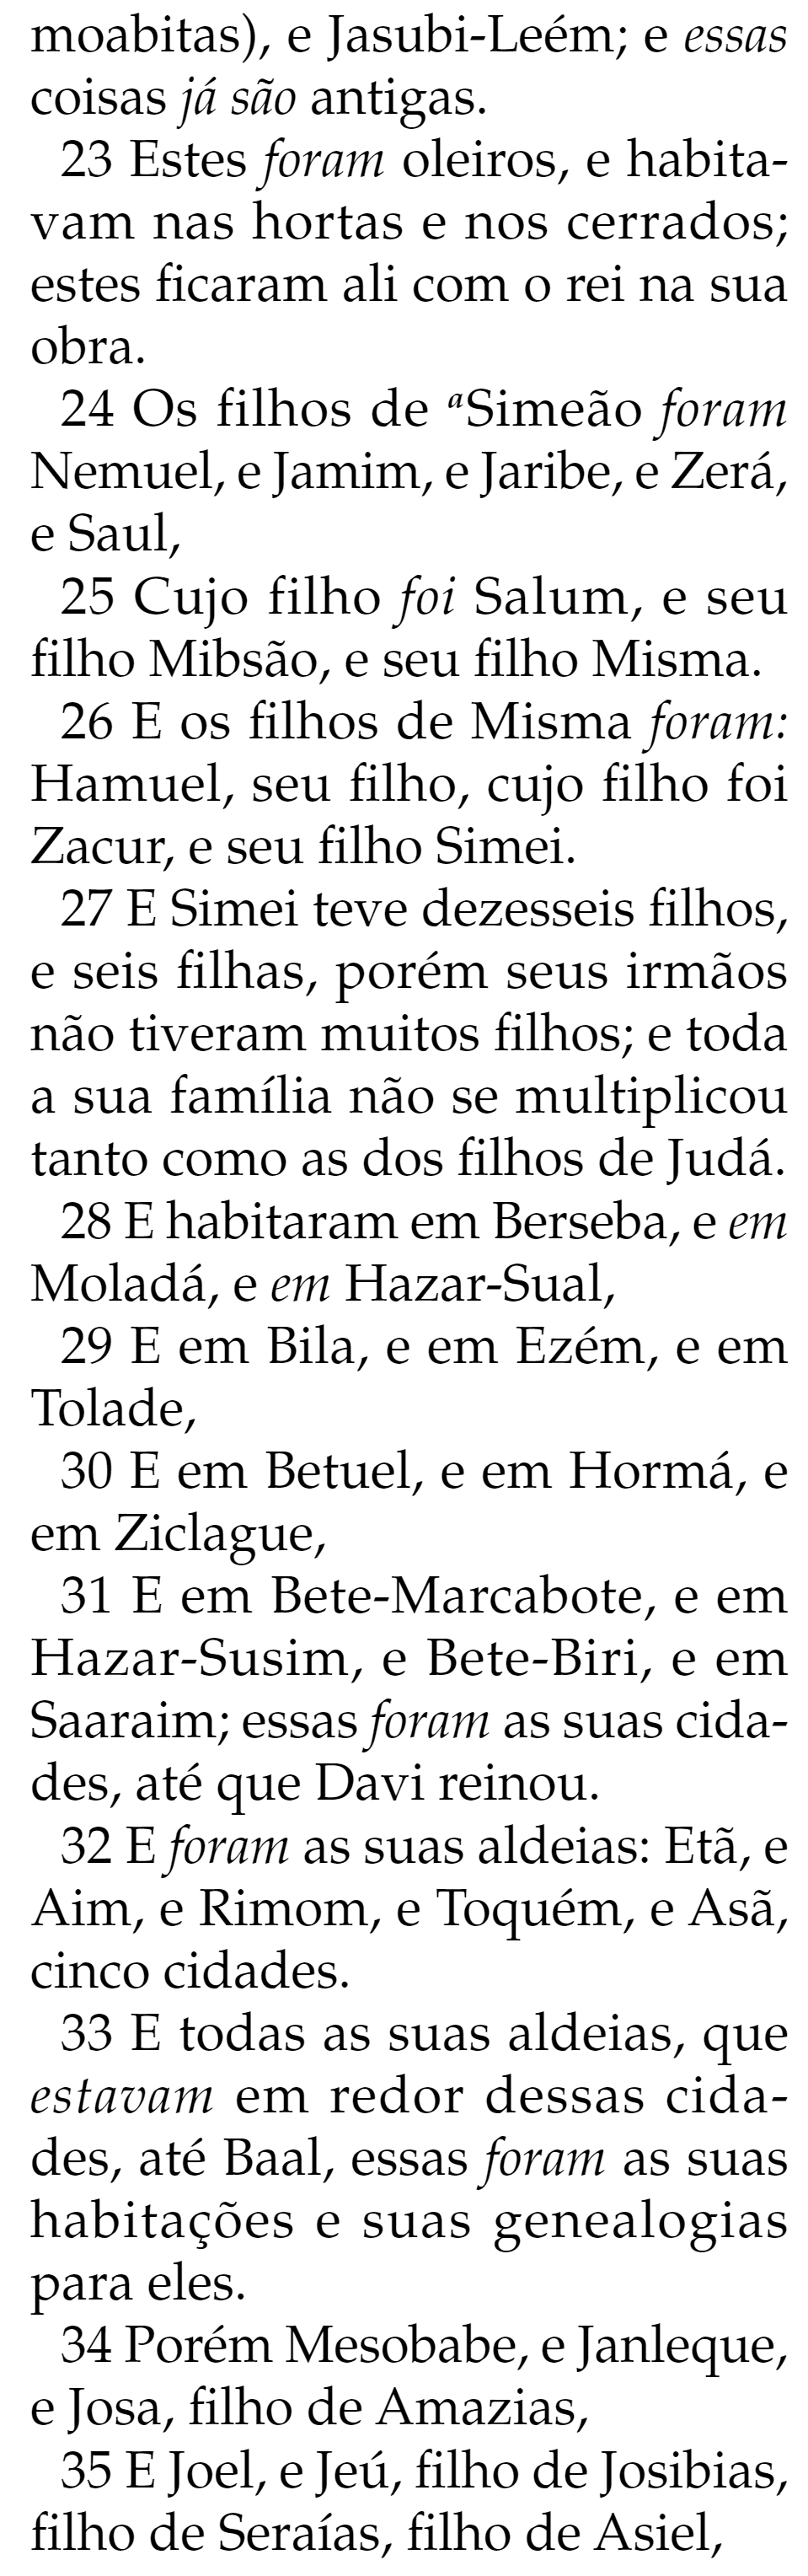 moabitas), e Jasubi-Leém; e essas
coisas já são antigas.
23 Estes foram oleiros, e habita-
vam nas hortas e nos cerrados;
estes ficaram ali com o rei na sua
obra.
24 Os filhos de ᵃSimeão foram
Nemuel, e Jamim, e Jaribe, e Zerá,
e Saul,
25 Cujo filho foi Salum, e seu
filho Mibsão, e seu filho Misma.
26 E os filhos de Misma foram:
Hamuel, seu filho, cujo filho foi
Zacur, e seu filho Simei.
27 E Simei teve dezesseis filhos,
e seis filhas, porém seus irmãos
não tiveram muitos filhos; e toda
a sua família não se multiplicou
tanto como as dos filhos de Judá.
28 E habitaram em Berseba, e em
Moladá, e em Hazar-Sual,
29 E em Bila, e em Ezém, e em
Tolade,
30 E em Betuel, e em Hormá, e
em Ziclague,
31 E em Bete-Marcabote, e em
Hazar-Susim, e Bete-Biri, e em
Saaraim; essas foram as suas cida-
des, até que Davi reinou.
32 E foram as suas aldeias: Etã, e
Aim, e Rimom, e Toquém, e Asã,
cinco cidades.
33 E todas as suas aldeias, que
estavam em redor dessas cida-
des, até Baal, essas foram as suas
habitações e suas genealogias
para eles.
34 Porém Mesobabe, e Janleque,
e Josa, filho de Amazias,
35 E Joel, e Jeú, filho de Josibias,
filho de Seraías, filho de Asiel,